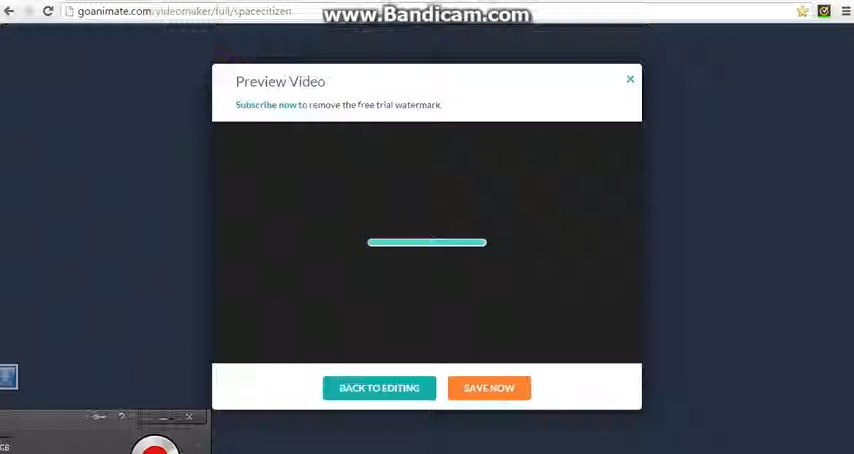 goanimate.com/videomaker/full/spacecitizen
www.Bandicam.com
Preview Video
Subscribe now to remove the free trial watermark.
BACK TO EDITING
SAVE NOW
?
GB